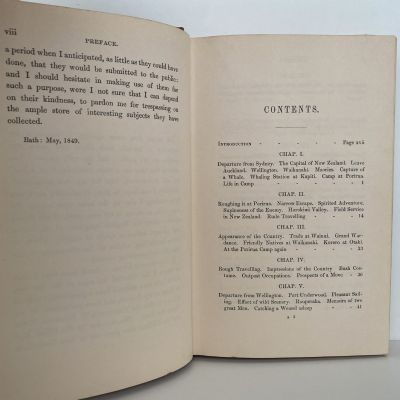 viii
PREFACE.
a period when I anticipated, as little as they could have
done, that they would be submitted to the public:
and I should hesitate in making use of them for
such a purpose, were I not sure that I can depend
on their kindness, to pardon me for trespassing on
the ample store of interesting subjects they have
collected.
Bath: May, 1849.
CONTENTS.
INTRODUCTION - - - - Page xvii
CHAP. I.
Departure from Sydney. The Capital of New Zealand. Leave
Auckland. Wellington. Waikanahi. Maories. Capture of
a Whale. Whaling Station at Kapiti. Camp at Porirua.
Life in Camp - - - - 1
CHAP. II.
Roughing it at Porirua. Narrow Escape. Spirited Adventure.
Supineness of the Enemy. Horokiwi Valley. Field Service
in New Zealand. Rude Travelling - - - 14
CHAP. III.
Appearance of the Country. Trade at Wainui. Grand War-
dance. Friendly Natives at Waikanahi. Korero at Otaki.
At the Porirua Camp again - - - 23
CHAP. IV.
Rough Travelling. Impressions of the Country Bush Cos-
tume. Outpost Occupations. Prospects of a Move - 36
CHAP. V.
Departure from Wellington. Port Underwood. Pleasant Sail-
ing. Effect of wild Scenery. Raupeaka. Memoirs of two
great Men. Catching a Weasel asleep - - 41